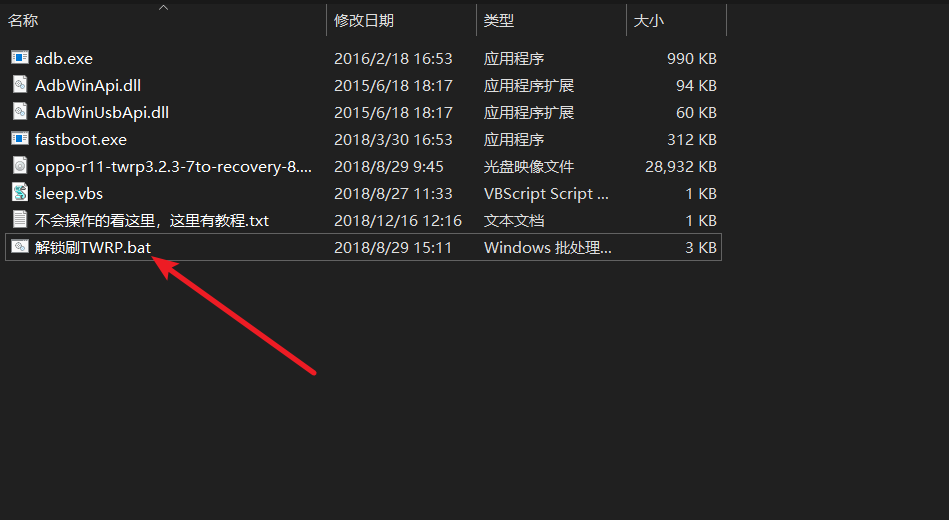 名称 修改日期 类型 大小
adb.exe 2016/2/18 16:53 应用程序 990 KB
AdbWinApi.dll 2015/6/18 18:17 应用程序扩展 94 KB
AdbWinUsbApi.dll 2015/6/18 18:17 应用程序扩展 60 KB
fastboot.exe 2018/3/30 16:53 应用程序 312 KB
oppo-r11-twrp3.2.3-7to-recovery-8.... 2018/8/29 9:45 光盘映像文件 28,932 KB
sleep.vbs 2018/8/27 11:33 VBScript Script ... 1 KB
不会操作的看这里，这里有教程.txt 2018/12/16 12:16 文本文档 1 KB
解锁刷TWRP.bat 2018/8/29 15:11 Windows 批处理... 3 KB